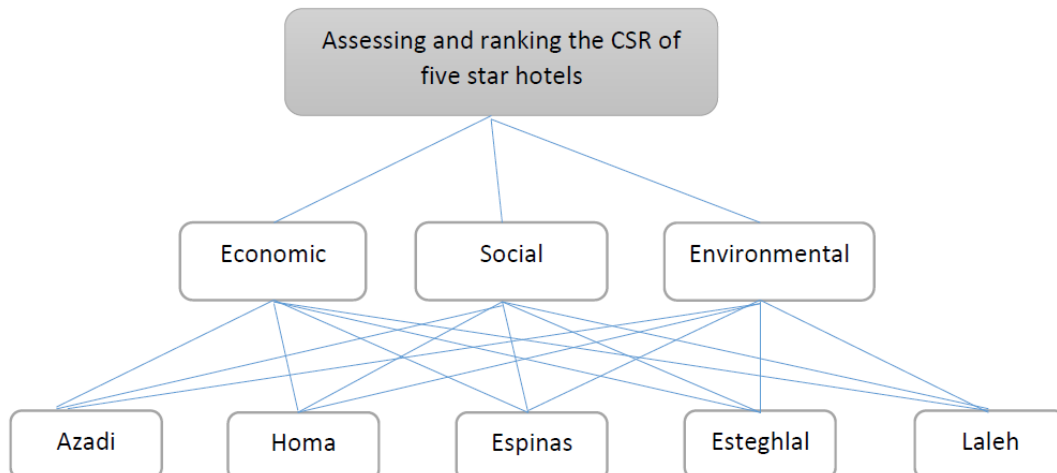 Assessing and ranking the CSR of
five star hotels
Economic
Social
Environmental
Azadi
Homa
Espinas
Esteghlal
Laleh